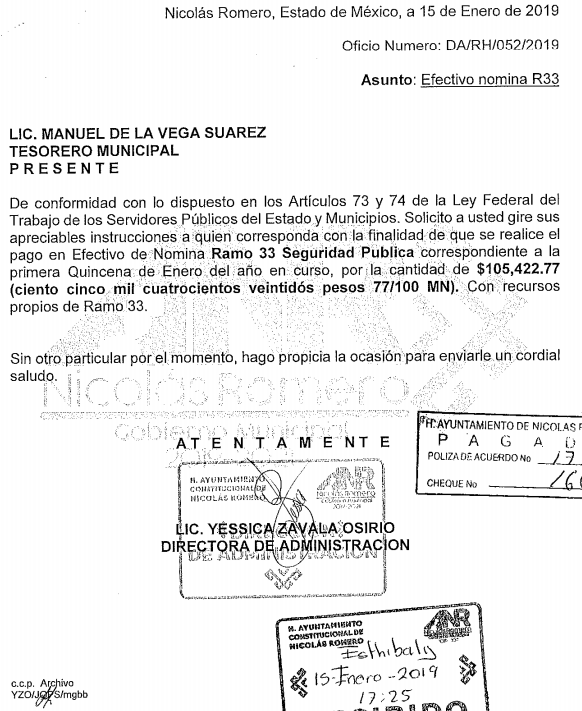 Nicolás Romero, Estado de México, a 15 de Enero de 2019
Oficio Numero: DA/RH/052/2019
Asunto: Efectivo nomina R33
LIC. MANUEL DE LA VEGA SUAREZ
TESORERO MUNICIPAL
P R E S E N T E
De conformidad con lo dispuesto en los Artículos 73 y 74 de la Ley Federal del
Trabajo de los Servidores Públicos del Estado y Municipios. Solicito a usted gire sus
apreciables instrucciones a quien corresponda con la finalidad de que se realice el
pago en Efectivo de Nomina Ramo 33 Seguridad Publica correspondiente a la
primera Quincena de Enero del año en curso, por la cantidad de $105,422.77
(ciento cinco mil cuatrocientos veintidós pesos 77/100 MN). Con recursos
propios de Ramo 33.
Sin otro particular por el momento, hago propicia la ocasión para enviarle un cordial
saludo.
Nicolás Romero
Gobierno Municipal
A T E N T A M E N T E
H. AYUNTAMIENTO DE NICOLAS R
P A G A D
POLIZA DE ACUERDO No 17
CHEQUE No 166
H. AYUNTAMIENTO
CONSTITUCIONAL DE
NICOLÁS ROMERO
ANR
Nicolás Romero
LIC. YESSICA ZAVALA OSIRIO
DIRECTORA DE ADMINISTRACION
DE ADMINISTRACIÓN
H. AYUNTAMIENTO
CONSTITUCIONAL DE
NICOLÁS ROMERO
ANR
Esthibaly
15-Enero-2019
17:25
c.c.p. Archivo
YZO/ /mgbb